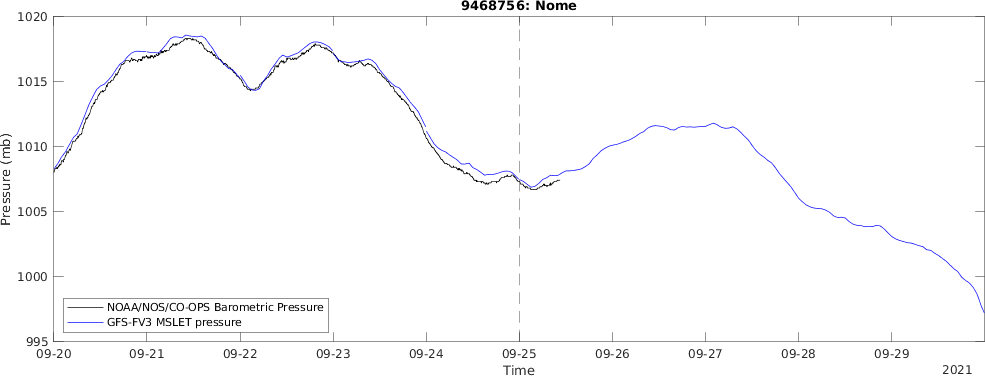 9468756: Nome
Pressure (mb)
1020
1015
1010
1005
1000
995
NOAA/NOS/CO-OPS Barometric Pressure
GFS-FV3 MSLET pressure
09-20 09-21 09-22 09-23 09-24 09-25 09-26 09-27 09-28 09-29
Time
2021